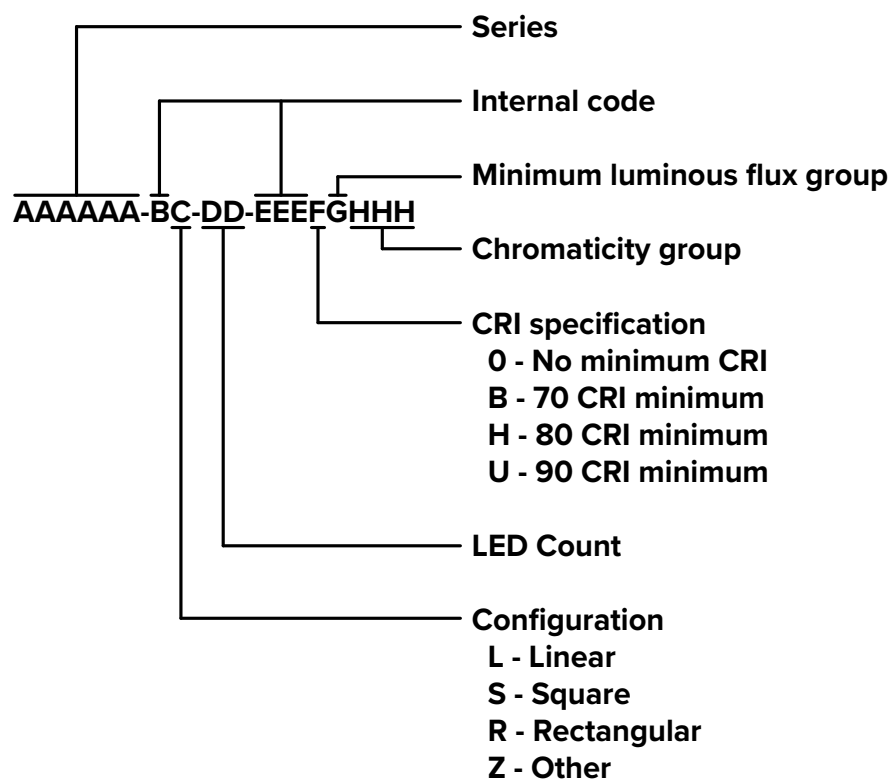 Series
Internal code
Minimum luminous flux group
AAAAAA-BC-DD-EEEFGHHH
Chromaticity group
CRI specification
0 - No minimum CRI
B - 70 CRI minimum
H - 80 CRI minimum
U - 90 CRI minimum
LED Count
Configuration
L - Linear
S - Square
R - Rectangular
Z - Other